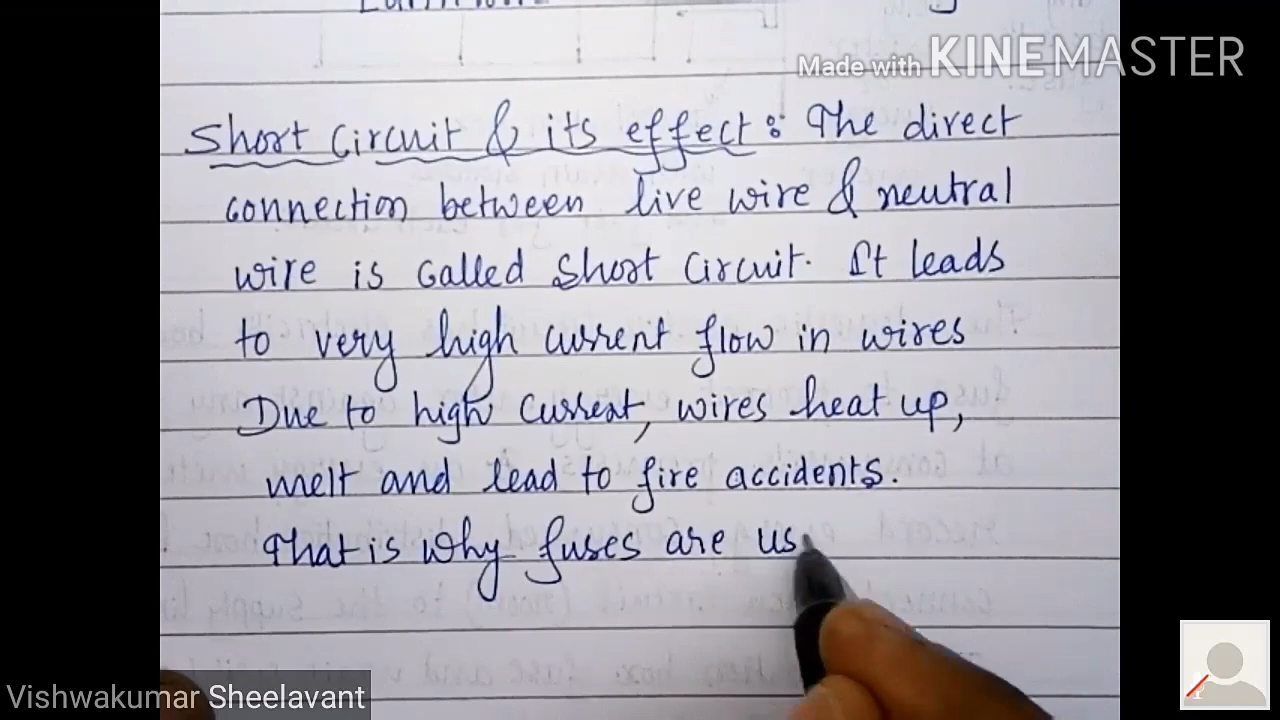 Made with KINEMASTER
Short Circuit & its effect: The direct
connection between live wire & neutral
wire is called Short Circuit. It leads
to very high current flow in wires
Due to high current, wires heat up,
melt and lead to fire accidents.
That is why fuses are us
Vishwakumar Sheelavant